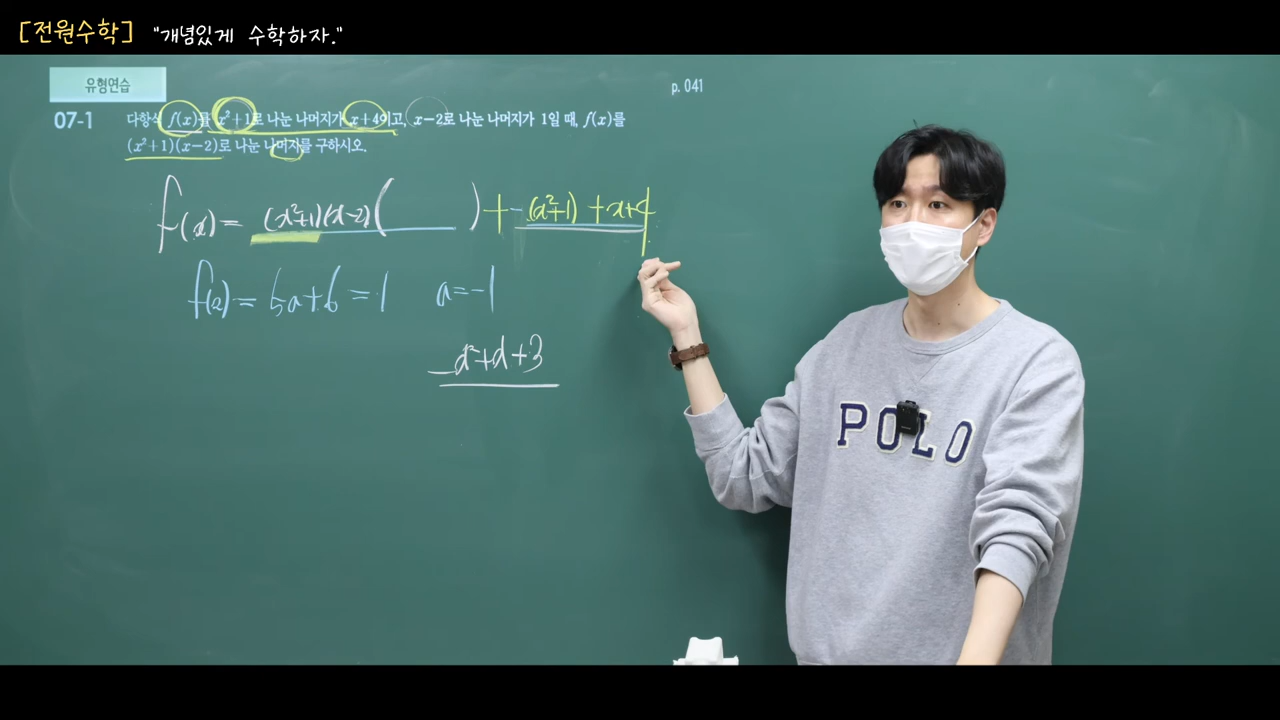 [전원수학] "개념있게 수학하자."
유형연습
p. 041
07-1 다항식 f(x)를 x²+1로 나눈 나머지가 x+4이고, x-2로 나눈 나머지가 1일 때, f(x)를
(x²+1)(x-2)로 나눈 나머지를 구하시오.
f(x)= (x²+1)(x-2)( ) + -(x²+1) +x+4
f(2)= 5a+6 =1 a=-1
-x²+x+3
POLO